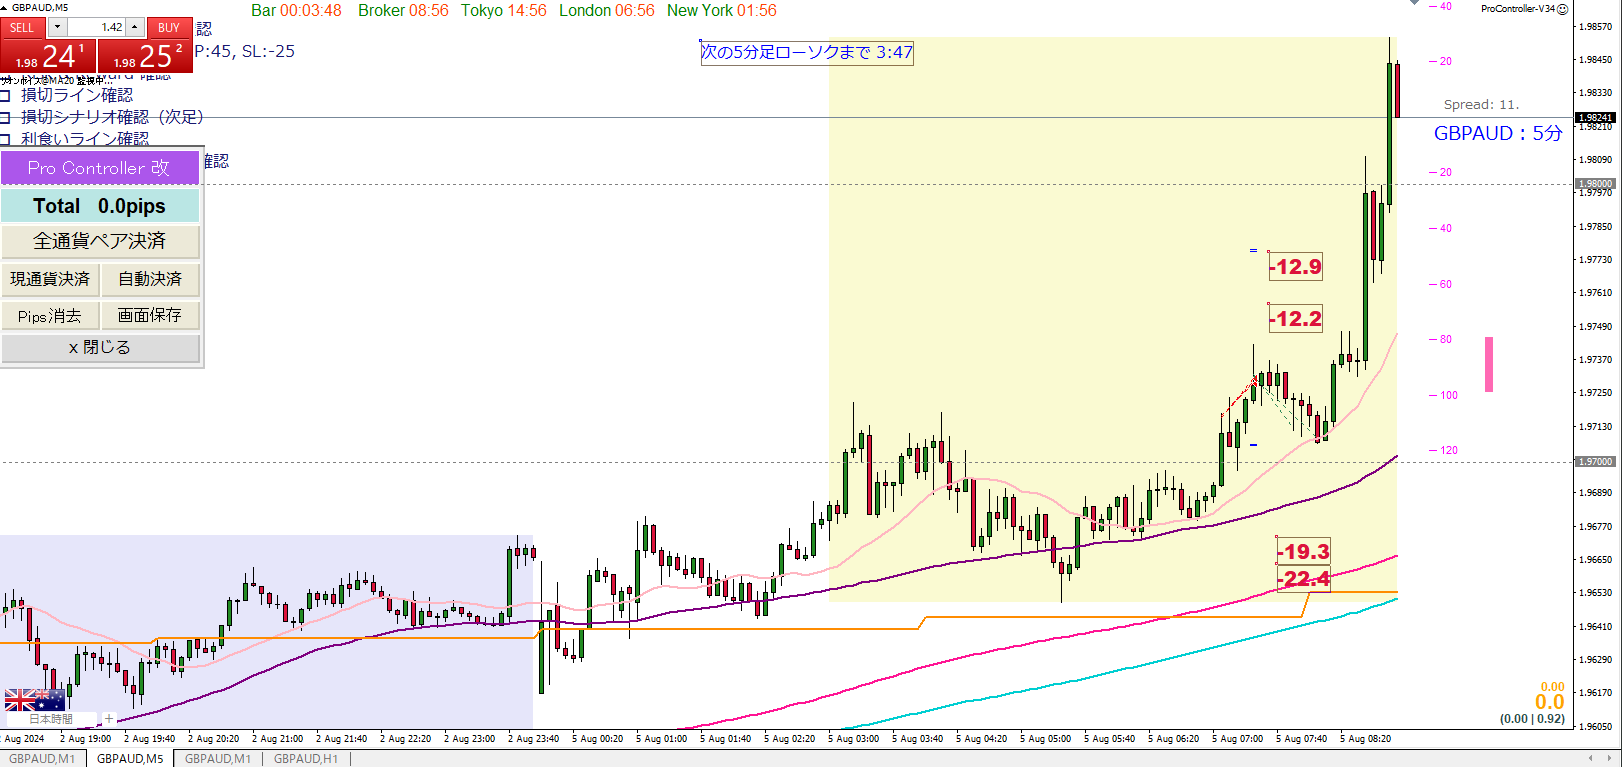 GBPAUD,M5
Bar 00:03:48 Broker 08:56 Tokyo 14:56 London 06:56 New York 01:56
ProController-V34
SELL 1.42 BUY
認
1.98 24 1 1.98 25 2
P:45, SL:-25
次の5分足ローソクまで 3:47
損切ライン確認
損切シナリオ確認（次足）
利食いライン確認
確認
Pro Controller 改
Total 0.0pips
全通貨ペア決済
現通貨決済 自動決済
Pips消去 画面保存
x 閉じる
Spread: 11.
GBPAUD : 5分
40
20
20
40
60
80
100
120
-12.9
-12.2
-19.3
-22.4
1.98570
1.98450
1.98330
1.98241
1.98210
1.98090
1.98000
1.97970
1.97850
1.97730
1.97610
1.97490
1.97370
1.97250
1.97130
1.97000
1.96890
1.96770
1.96650
1.96530
1.96410
1.96290
1.96170
1.96050
0.00
0.0
(0.00 | 0.92)
日本時間 +
Aug 2024 2 Aug 19:00 2 Aug 19:40 2 Aug 20:20 2 Aug 21:00 2 Aug 21:40 2 Aug 22:20 2 Aug 23:00 2 Aug 23:40 5 Aug 00:20 5 Aug 01:00 5 Aug 01:40 5 Aug 02:20 5 Aug 03:00 5 Aug 03:40 5 Aug 04:20 5 Aug 05:00 5 Aug 05:40 5 Aug 06:20 5 Aug 07:00 5 Aug 07:40 5 Aug 08:20
GBPAUD,M1 GBPAUD,M5 GBPAUD,M1 GBPAUD,H1